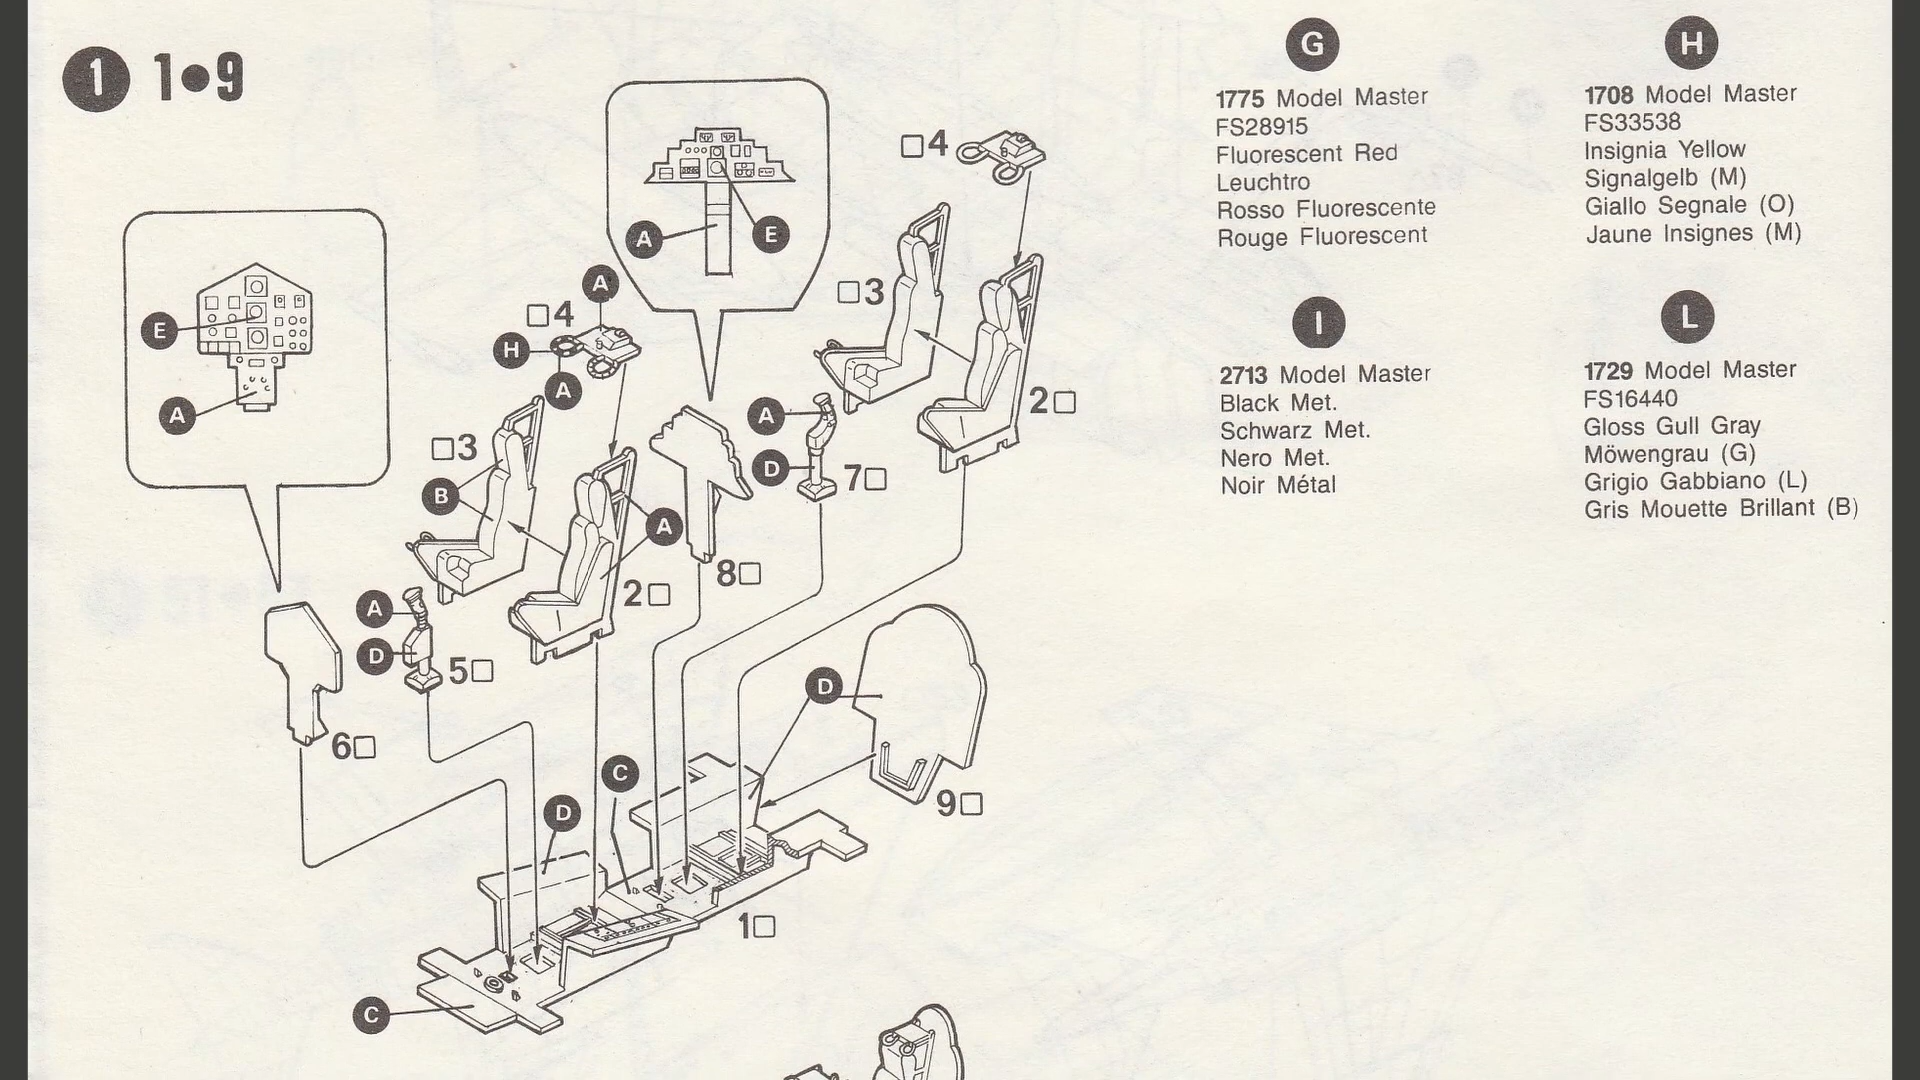 1 1•9
G
1775 Model Master
FS28915
Fluorescent Red
Leuchtro
Rosso Fluorescente
Rouge Fluorescent
H
1708 Model Master
FS33538
Insignia Yellow
Signalgelb (M)
Giallo Segnale (O)
Jaune Insignes (M)
I
2713 Model Master
Black Met.
Schwarz Met.
Nero Met.
Noir Métal
L
1729 Model Master
FS16440
Gloss Gull Gray
Möwengrau (G)
Grigio Gabbiano (L)
Gris Mouette Brillant (B)
E
A
A
E
4
3
2
A
4
H
A
3
B
A
2
A
D
7
8
A
D
5
6
D
9
C
D
1
C